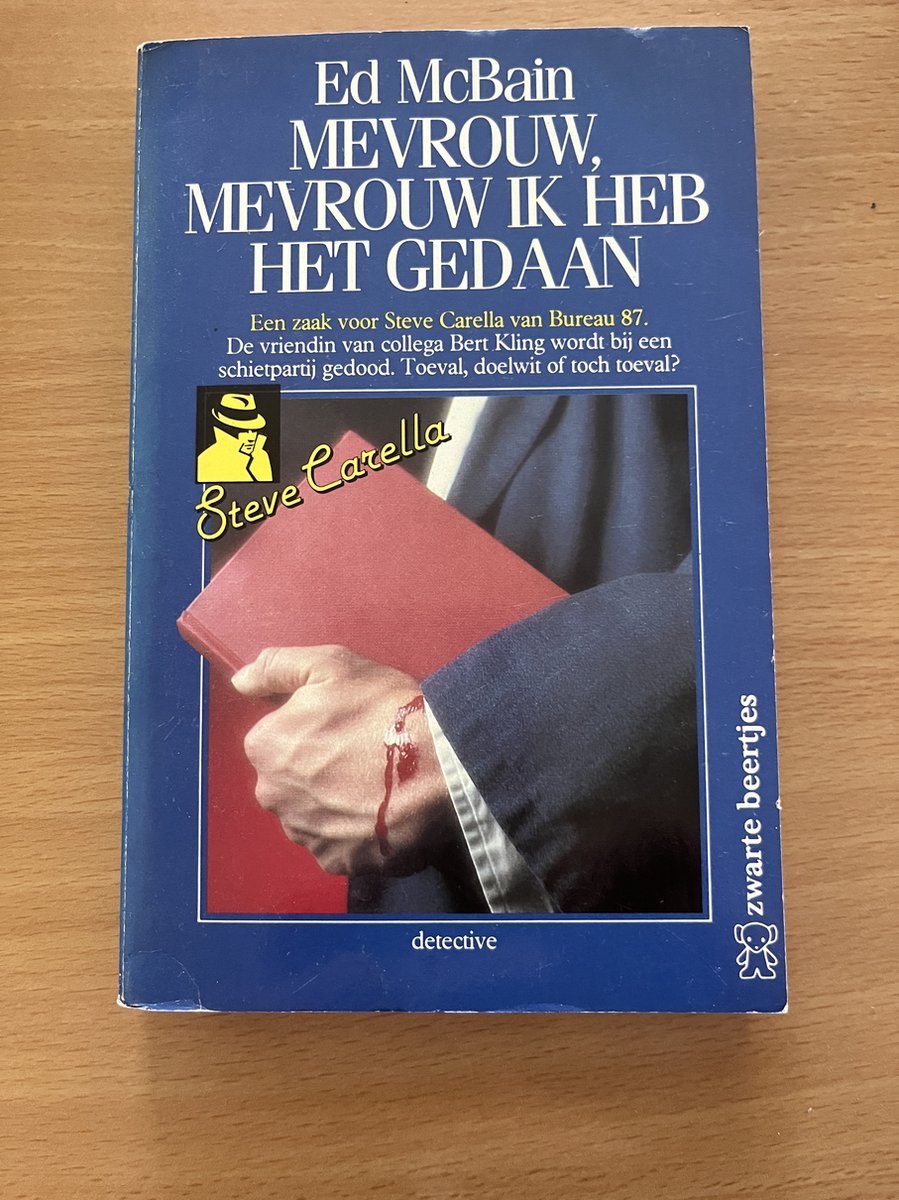 Ed McBain
MEVROUW,
MEVROUW IK HEB
HET GEDAAN
Een zaak voor Steve Carella van Bureau 87.
De vriendin van collega Bert Kling wordt bij een
schietpartij gedood. Toeval, doelwit of toch toeval?
Steve Carella
zwarte beertjes
detective